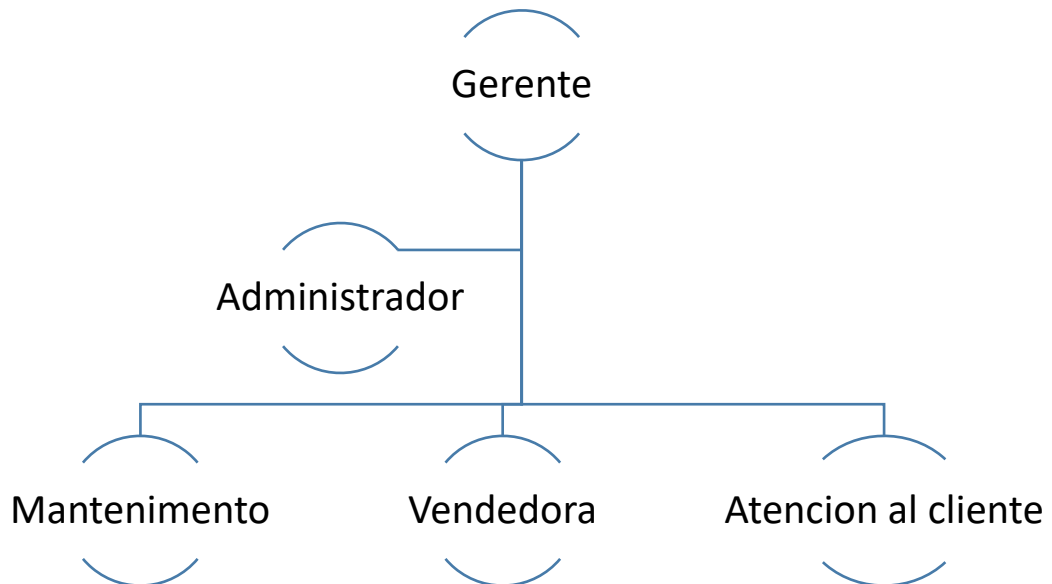 Gerente
Administrador
Mantenimento
Vendedora
Atencion al cliente